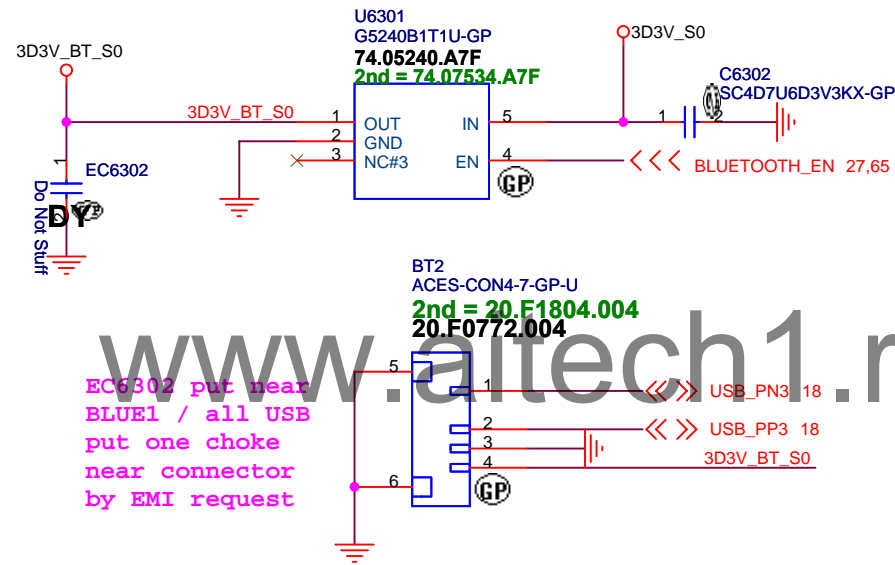 U6301
G5240B1T1U-GP
74.05240.A7F
2nd = 74.07534.A7F
3D3V_BT_S0
3D3V_S0
3D3V_BT_S0
1 OUT IN 5
2 GND
3 NC#3 EN 4
GP
C6302
SC4D7U6D3V3KX-GP
1 2
BLUETOOTH_EN 27,65
1
EC6302
Do Not Stuff
DY
2
BT2
ACES-CON4-7-GP-U
2nd = 20.F1804.004
20.F0772.004
www.aitech1.r
5
1 USB_PN3 18
2 USB_PP3 18
3
4 3D3V_BT_S0
6
GP
EC6302 put near
BLUE1 / all USB
put one choke
near connector
by EMI request